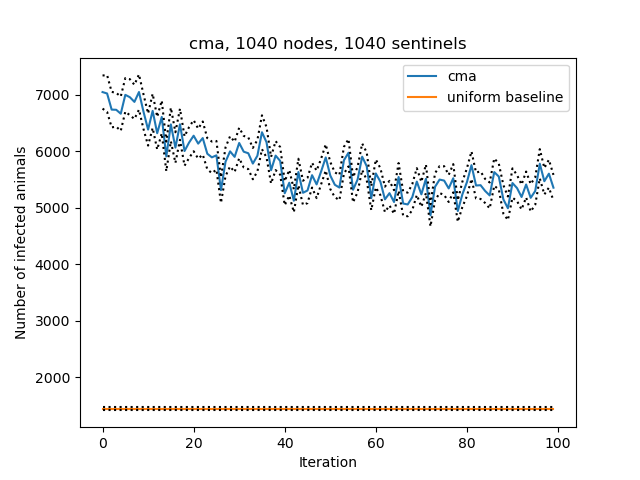 cma, 1040 nodes, 1040 sentinels
cma
uniform baseline
Number of infected animals
7000
6000
5000
4000
3000
2000
0 20 40 60 80 100
Iteration